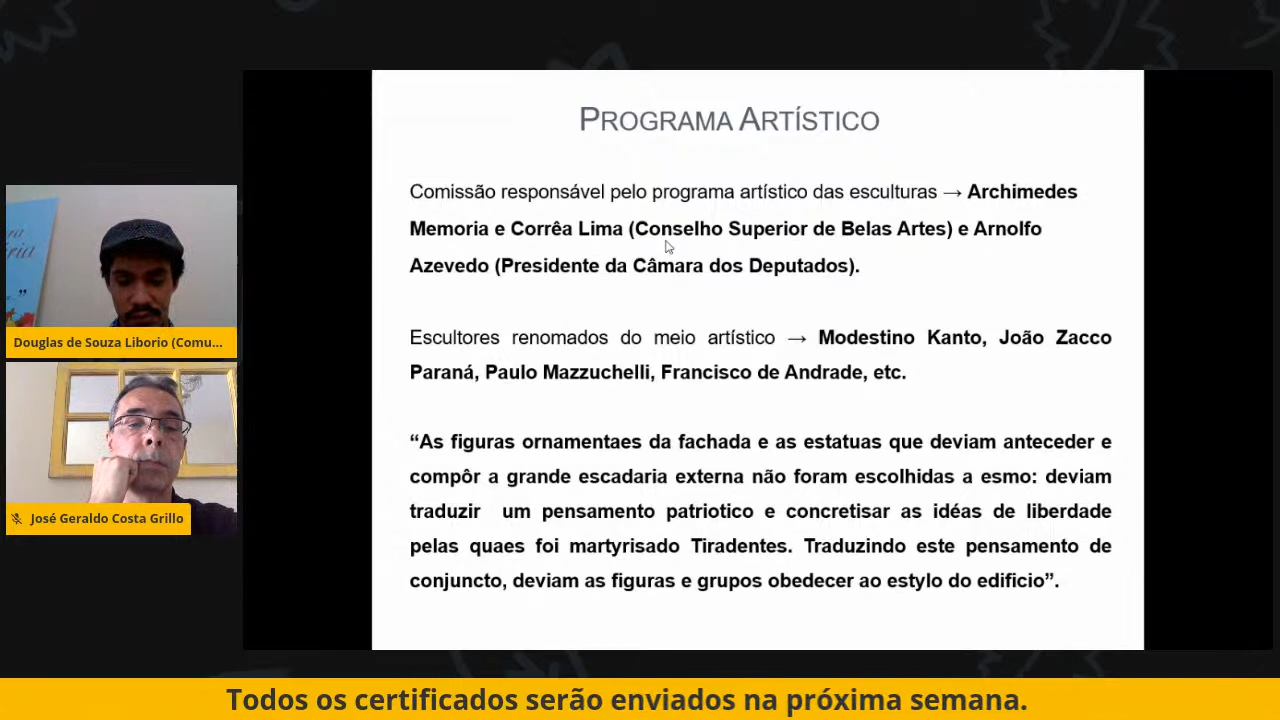 PROGRAMA ARTÍSTICO
Comissão responsável pelo programa artístico das esculturas → Archimedes
Memoria e Corrêa Lima (Conselho Superior de Belas Artes) e Arnolfo
Azevedo (Presidente da Câmara dos Deputados).
Escultores renomados do meio artístico → Modestino Kanto, João Zacco
Paraná, Paulo Mazzuchelli, Francisco de Andrade, etc.
“As figuras ornamentaes da fachada e as estatuas que deviam anteceder e
compôr a grande escadaria externa não foram escolhidas a esmo: deviam
traduzir um pensamento patriotico e concretisar as idéas de liberdade
pelas quaes foi martyrisado Tiradentes. Traduzindo este pensamento de
conjuncto, deviam as figuras e grupos obedecer ao estylo do edificio”.
Douglas de Souza Liborio (Comu...
José Geraldo Costa Grillo
Todos os certificados serão enviados na próxima semana.